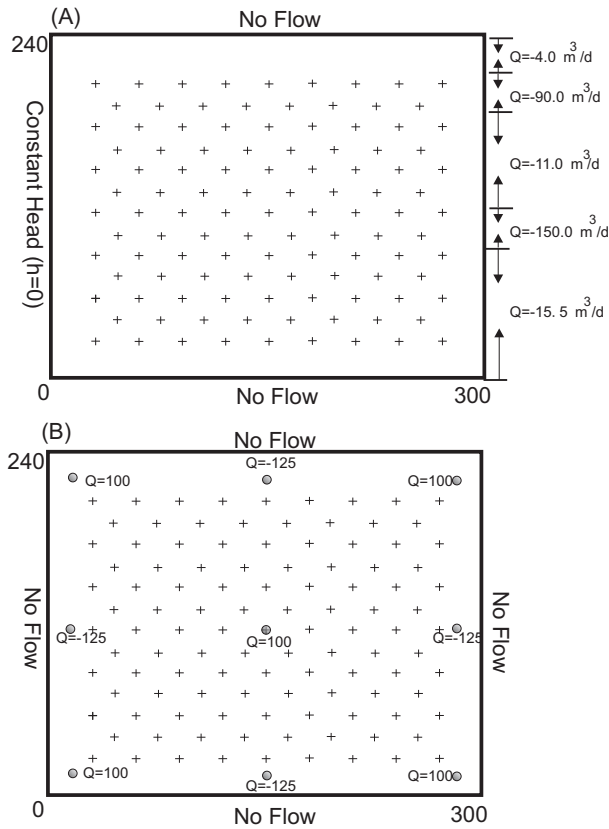 (A)
No Flow
240
Constant Head (h=0)
Q=-4.0 m³/d
Q=-90.0 m³/d
Q=-11.0 m³/d
Q=-150.0 m³/d
Q=-15. 5 m³/d
0
No Flow
300
(B)
No Flow
240
Q=100
Q=-125
Q=100
No Flow
Q=-125
Q=100
Q=-125
No Flow
Q=100
Q=-125
Q=100
0
No Flow
300